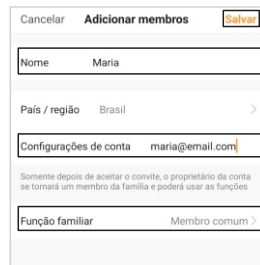 Cancelar Adicionar membros Salvar
Nome Maria
País / região Brasil
Configurações de conta maria@email.com
Somente depois de aceitar o convite, o proprietário da conta
se tornará um membro da família e poderá usar as funções
Função familiar Membro comum